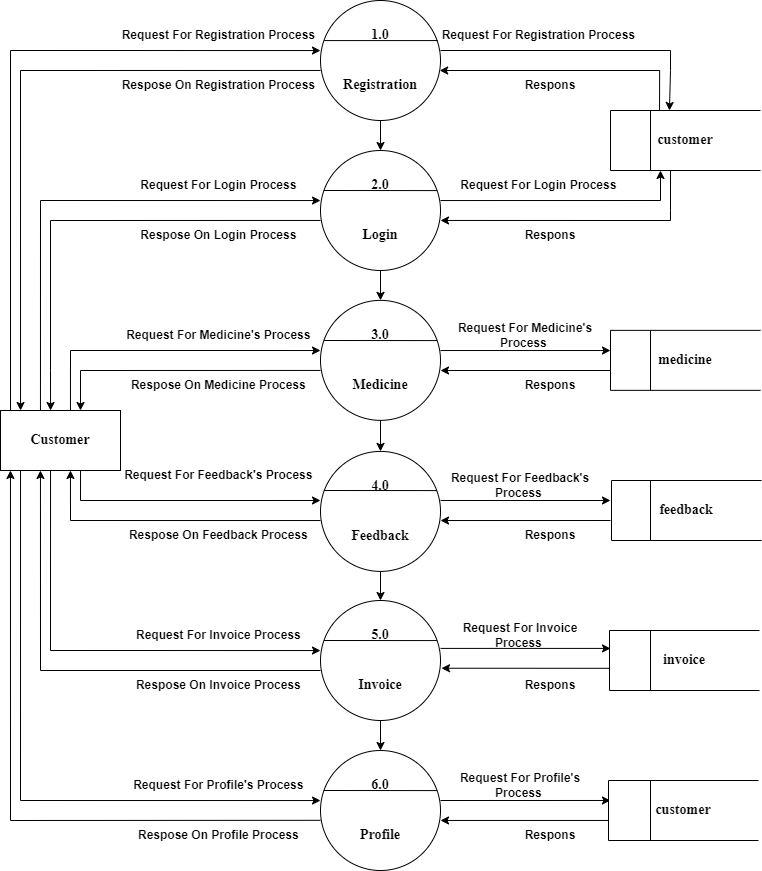 Request For Registration Process
1.0
Request For Registration Process
Respose On Registration Process
Registration
Respons
customer
Request For Login Process
2.0
Request For Login Process
Respose On Login Process
Login
Respons
Request For Medicine's Process
3.0
Request For Medicine's
Process
Respose On Medicine Process
Medicine
Respons
medicine
Customer
Request For Feedback's Process
4.0
Request For Feedback's
Process
Respose On Feedback Process
Feedback
Respons
feedback
Request For Invoice Process
5.0
Request For Invoice
Process
Respose On Invoice Process
Invoice
Respons
invoice
Request For Profile's Process
6.0
Request For Profile's
Process
Respose On Profile Process
Profile
Respons
customer